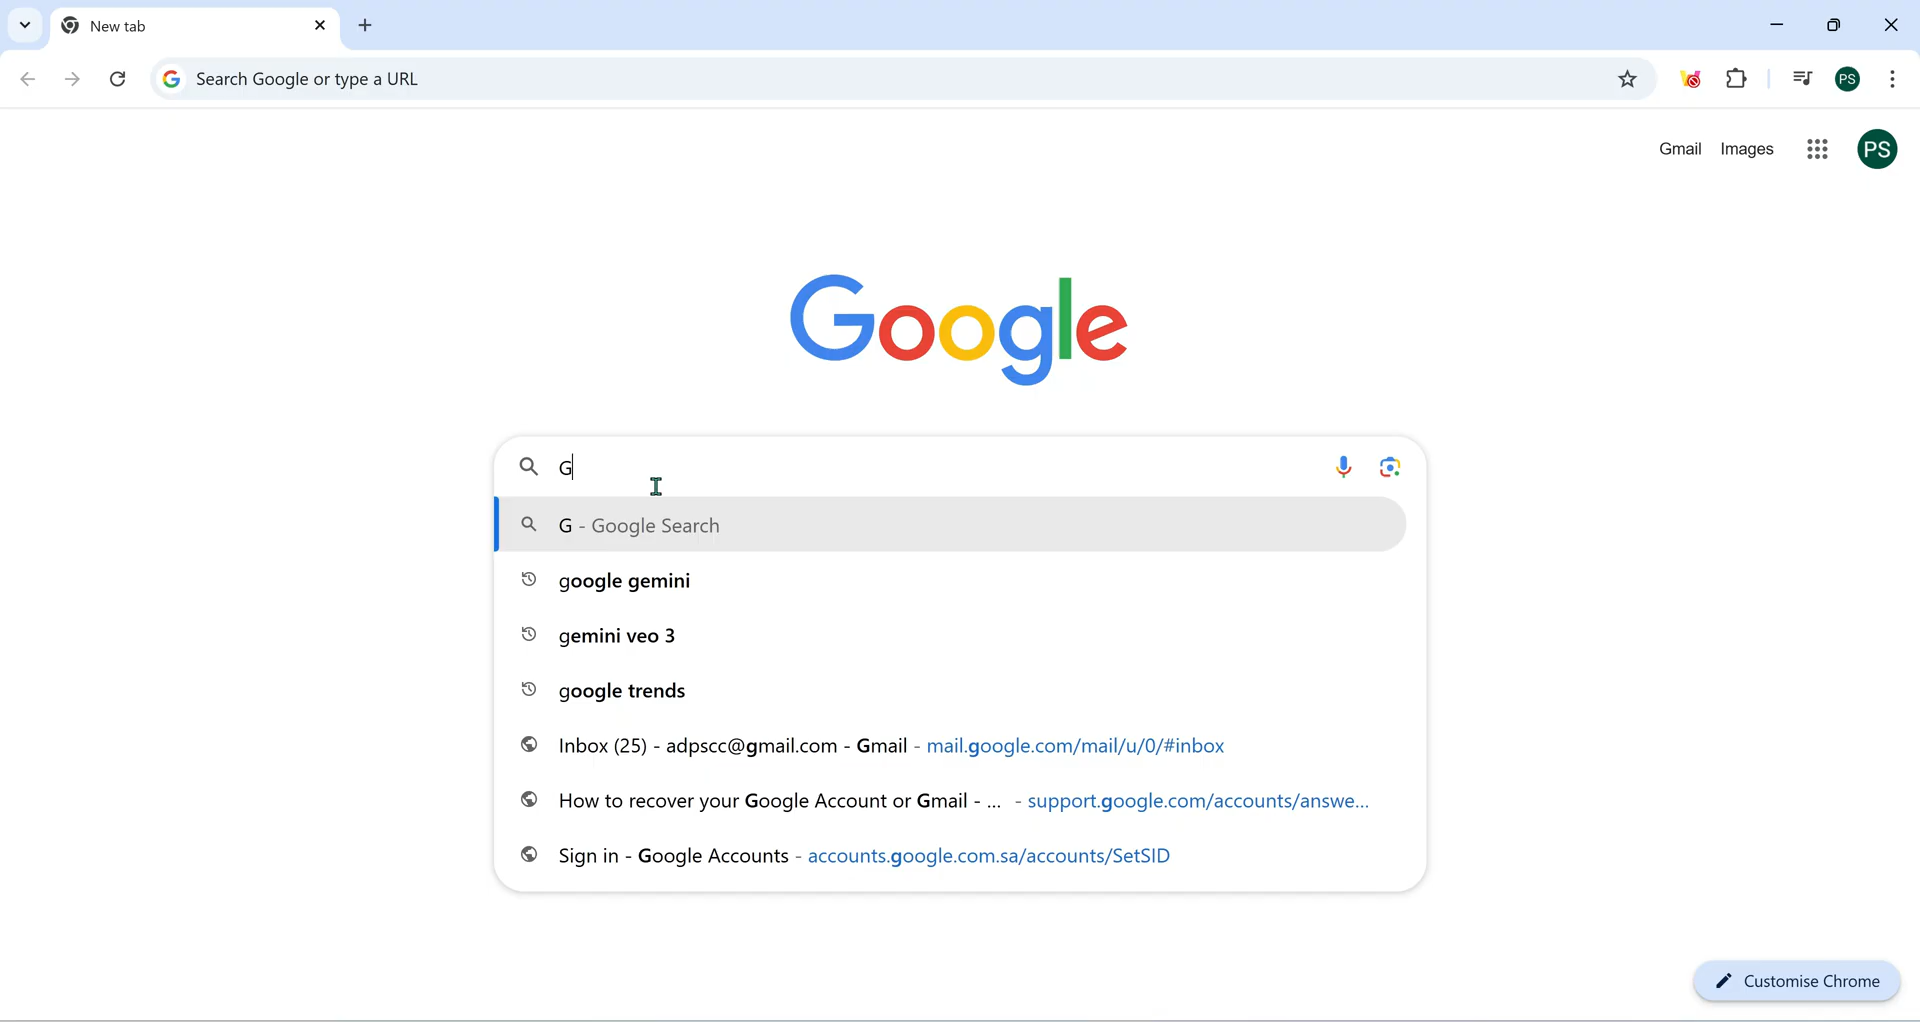 New tab
Search Google or type a URL
PS
Gmail Images PS
Google
G
G - Google Search
google gemini
gemini veo 3
google trends
Inbox (25) - adpscc@gmail.com - Gmail - mail.google.com/mail/u/0/#inbox
How to recover your Google Account or Gmail - ... - support.google.com/accounts/answe...
Sign in - Google Accounts - accounts.google.com.sa/accounts/SetSID
Customise Chrome